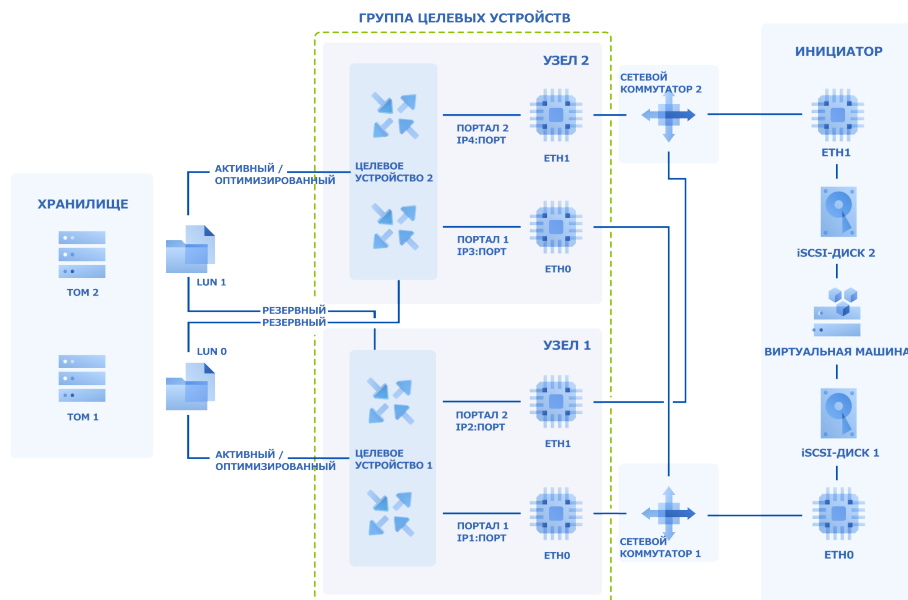 ГРУППА ЦЕЛЕВЫХ УСТРОЙСТВ
УЗЕЛ 2
ИНИЦИАТОР
СЕТЕВОЙ
КОММУТАТОР 2
ПОРТАЛ 2
IP4:ПОРТ
ETH1
ETH1
АКТИВНЫЙ /
ОПТИМИЗИРОВАННЫЙ
ЦЕЛЕВОЕ
УСТРОЙСТВО 2
ХРАНИЛИЩЕ
ПОРТАЛ 1
IP3:ПОРТ
ETH0
iSCSI-ДИСК 2
ТОМ 2
LUN 1
РЕЗЕРВНЫЙ
РЕЗЕРВНЫЙ
УЗЕЛ 1
LUN 0
ВИРТУАЛЬНАЯ МАШИНА
ТОМ 1
ПОРТАЛ 2
IP2:ПОРТ
ETH1
АКТИВНЫЙ /
ОПТИМИЗИРОВАННЫЙ
ЦЕЛЕВОЕ
УСТРОЙСТВО 1
iSCSI-ДИСК 1
ПОРТАЛ 1
IP1:ПОРТ
ETH0
СЕТЕВОЙ
КОММУТАТОР 1
ETH0